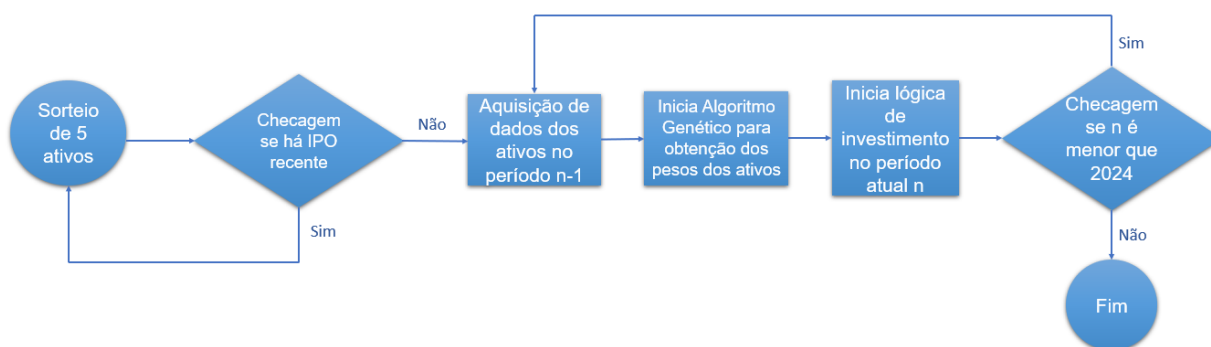 Sorteio
de 5
ativos
Checagem
se há IPO
recente
Não
Sim
Aquisição de
dados dos
ativos no
período n-1
Inicia Algoritmo
Genético para
obtenção dos
pesos dos ativos
Inicia lógica
de
investimento
no período
atual n
Checagem
se n é
menor que
2024
Sim
Não
Fim